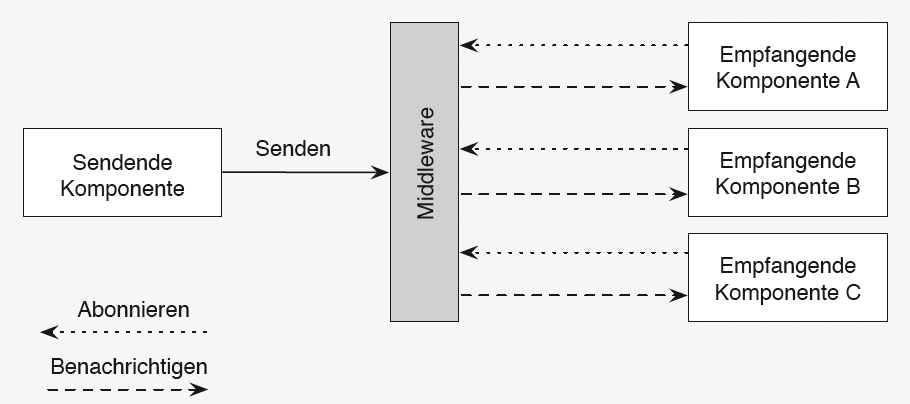 Empfangende
Komponente A
Sendende
Komponente
Senden
Middleware
Empfangende
Komponente B
Empfangende
Komponente C
Abonnieren
Benachrichtigen